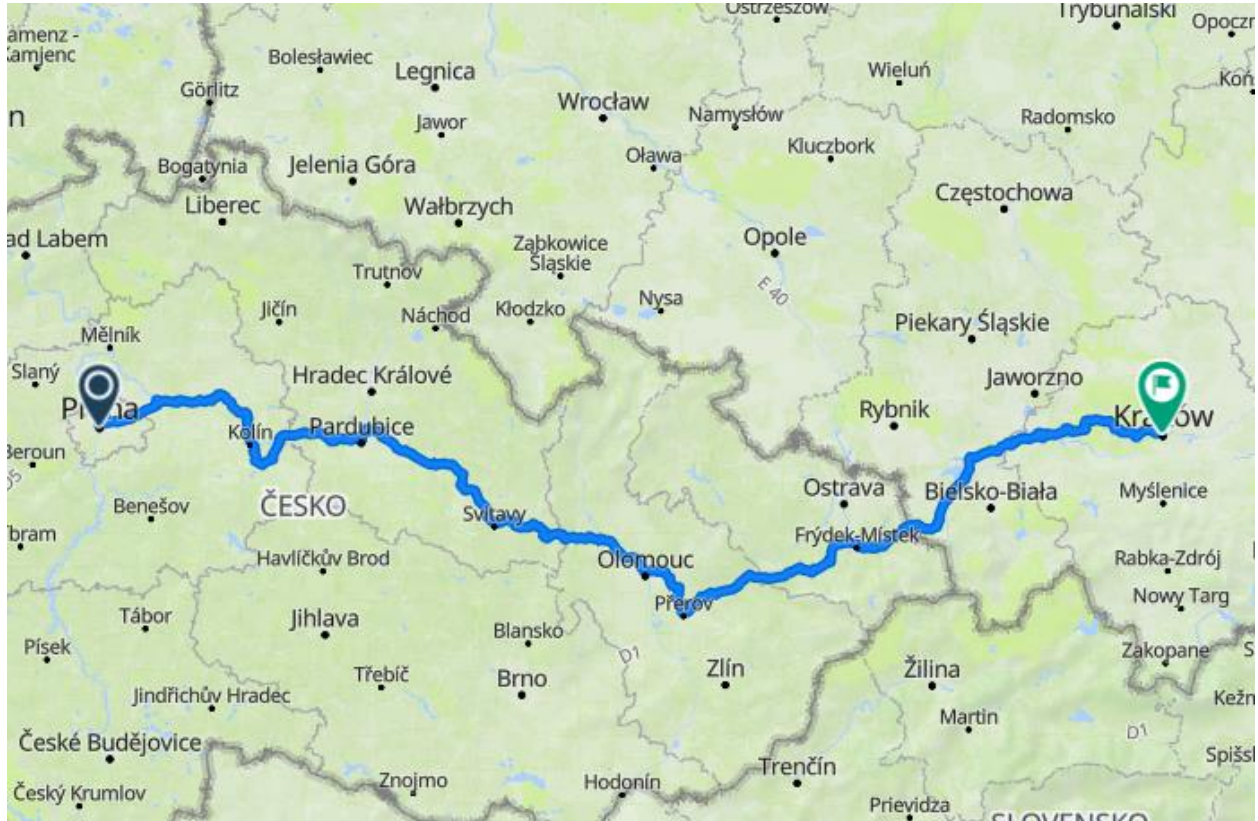 Trybunalski
Kamjenc
Bolesławiec
Legnica
Wieluń
Görlitz
Wrocław
Namysłów
Radomsko
Jawor
Kluczbork
Oława
Bogatynia
Jelenia Góra
Częstochowa
Liberec
Wałbrzych
ad Labem
Ząbkowice
Śląskie
Opole
Trutnov
E 40
Nysa
Kłodzko
Jičín
Náchod
Piekary Śląskie
Mělník
Slaný
Hradec Králové
Jaworzno
Rybnik
Kolín
Pardubice
Beroun
D5
Ostrava
Bielsko-Biała
Myślenice
Benešov
ČESKO
Svitavy
Frýdek-Místek
Havlíčkův Brod
Olomouc
Rabka-Zdrój
Přerov
Nowy Targ
Tábor
Jihlava
Blansko
Písek
D1
Zakopane
Třebíč
Brno
Zlín
Žilina
Jindřichův Hradec
Martin
D1
České Budějovice
Trenčín
Znojmo
Hodonín
Český Krumlov
Prievidza
SLOVENSKO